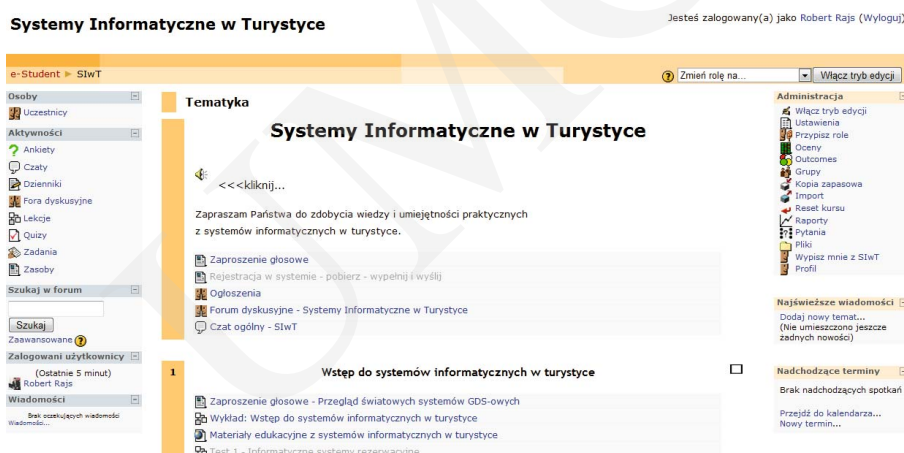 Systemy Informatyczne w Turystyce
Jesteś zalogowany(a) jako Robert Rajs (Wyloguj)
e-Student ► SIwT
Zmień rolę na...
Włącz tryb edycji
Osoby
Uczestnicy
Aktywności
Ankiety
Czaty
Dzienniki
Fora dyskusyjne
Lekcje
Quizy
Zadania
Zasoby
Szukaj w forum
Szukaj
Zaawansowane
Zalogowani użytkownicy
(Ostatnie 5 minut)
Robert Rajs
Wiadomości
Brak oczekujących wiadomości
Wiadomości...
Tematyka
Systemy Informatyczne w Turystyce
<<<kliknij...
Zapraszam Państwa do zdobycia wiedzy i umiejętności praktycznych
z systemów informatycznych w turystyce.
Zaproszenie głosowe
Rejestracja w systemie - pobierz - wypełnij i wyślij
Ogłoszenia
Forum dyskusyjne - Systemy Informatyczne w Turystyce
Czat ogólny - SIwT
1
Wstęp do systemów informatycznych w turystyce
Zaproszenie głosowe - Przegląd światowych systemów GDS-owych
Wykład: Wstęp do systemów informatycznych w turystyce
Materiały edukacyjne z systemów informatycznych w turystyce
Test 1 - Informatyczne systemy rezerwacyjne
Administracja
Włącz tryb edycji
Ustawienia
Przypisz role
Oceny
Outcomes
Grupy
Kopia zapasowa
Import
Reset kursu
Raporty
Pytania
Pliki
Wypisz mnie z SIwT
Profil
Najświeższe wiadomości
Dodaj nowy temat...
(Nie umieszczono jeszcze
żadnych nowości)
Nadchodzące terminy
Brak nadchodzących spotkań
Przejdź do kalendarza...
Nowy termin...
UMC